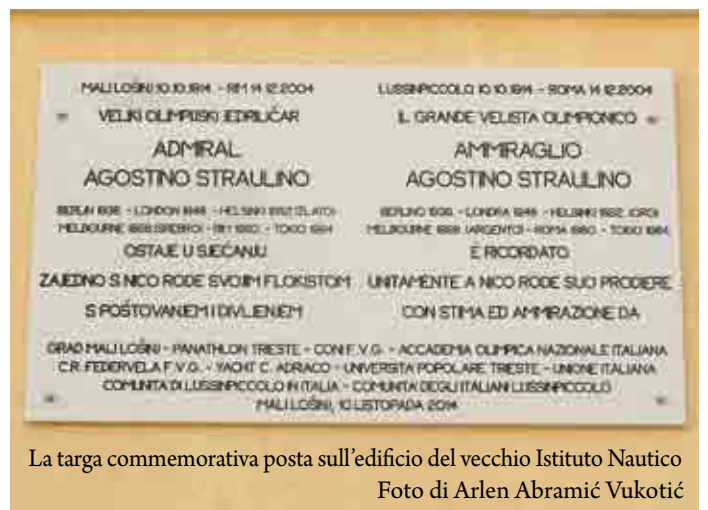 MALI LOŠINJ 10.10.1914. - RIM 14.12.2004
VELIKI OLIMPIJSKI JEDRILIČAR
ADMIRAL
AGOSTINO STRAULINO
BERLIN 1936. - LONDON 1948. - HELSINKI 1952.(ZLATO)
MELBOURNE 1956.(SREBRO) - RIM 1960. - TOKIO 1964.
OSTAJE U SJEĆANJU
ZAJEDNO S NICO RODE SVOJIM FLOKISTOM
S POŠTOVANJEM I DIVLJENJEM
LUSSINPICCOLO 10.10.1914. - ROMA 14.12.2004
IL GRANDE VELISTA OLIMPIONICO
AMMIRAGLIO
AGOSTINO STRAULINO
BERLINO 1936. - LONDRA 1948. - HELSINKI 1952. (ORO)
MELBOURNE 1956. (ARGENTO) - ROMA 1960. - TOKIO 1964.
E RICORDATO
UNITAMENTE A NICO RODE SUO PRODIERE
CON STIMA ED AMMIRAZIONE DA
GRAD MALI LOŠINJ - PANATHLON TRIESTE - CONI F.V.G. - ACCADEMIA OLIMPICA NAZIONALE ITALIANA
C.R. FEDERVELA F.V.G. - YACHT C. ADRIACO - UNIVERSITA POPOLARE TRIESTE - UNIONE ITALIANA
COMUNITA DI LUSSINPICCOLO IN ITALIA - COMUNITA DEGLI ITALIANI LUSSINPICCOLO
MALI LOŠINJ, 10 LISTOPADA 2014
La targa commemorativa posta sull'edificio del vecchio Istituto Nautico
Foto di Arlen Abramić Vukotić